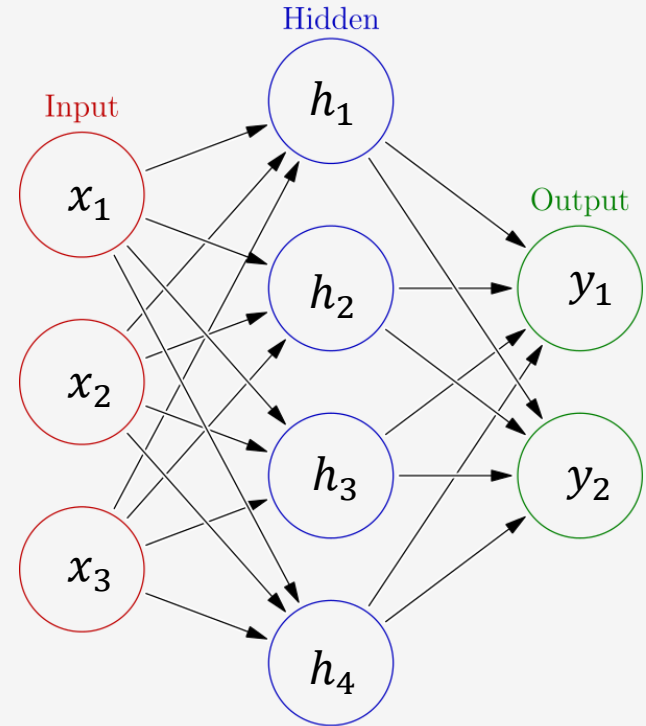 Input
x₁
x₂
x₃
Hidden
h₁
h₂
h₃
h₄
Output
y₁
y₂